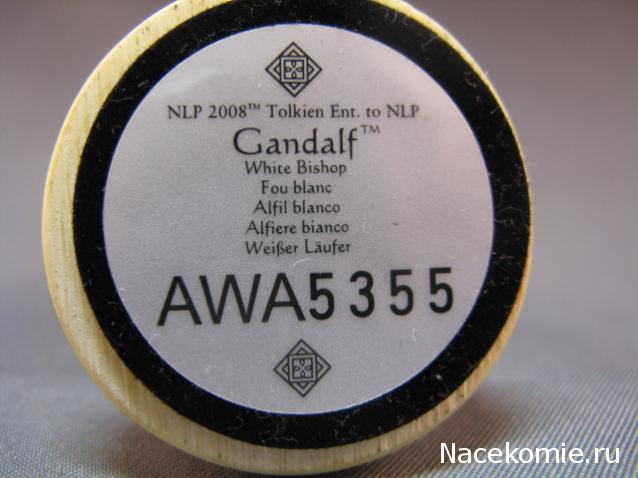 NLP 2008™ Tolkien Ent. to NLP
Gandalf™
White Bishop
Fou blanc
Alfil blanco
Alfiere bianco
Weißer Läufer
AWA5355
Nacekomie.ru